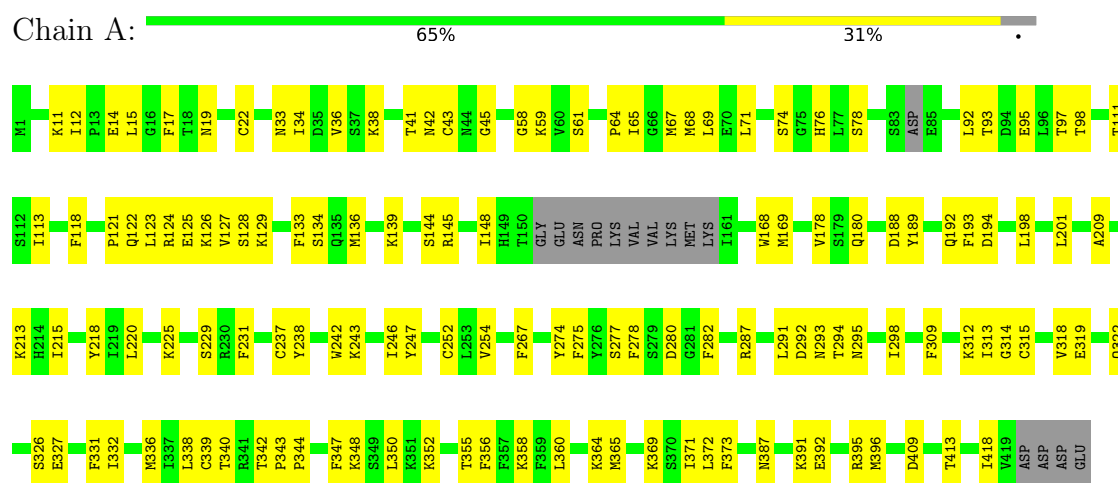 Chain A:
65% 31% •
M1 K11 I12 P13 E14 L15 G16 F17 T18 N19 C22 N33 I34 D35 V36 S37 K38 T41 N42 C43 N44 G45 G58 K59 V60 S61 P64 I65 G66 M67 M68 L69 E70 L71 S74 G75 H76 L77 S78 S83 ASP E85 L92 T93 D94 E95 L96 T97 T98 T111
S112 I113 F118 P121 Q122 L123 R124 E125 K126 V127 S128 K129 F133 S134 Q135 M136 K139 S144 R145 I148 H149 T150 GLY GLU ASN PRO LYS VAL VAL LYS MET LYS I161 W168 M169 V178 S179 Q180 D188 Y189 Q192 F193 D194 L198 L201 A209
K213 H214 I215 Y218 I219 L220 K225 S229 R230 F231 C237 Y238 W242 K243 I246 Y247 C252 L253 V254 F267 Y274 F275 Y276 S277 F278 S279 D280 G281 F282 R287 L291 D292 N293 T294 N295 I298 F309 K312 I313 G314 C315 V318 E319
S326 E327 F331 I332 M336 I337 L338 C339 T340 R341 T342 P343 P344 F347 K348 S349 L350 K351 K352 T355 F356 F357 K358 F359 L360 K364 M365 K369 S370 I371 L372 F373 N387 K391 E392 R395 M396 D409 T413 I418 V419 ASP ASP ASP GLU